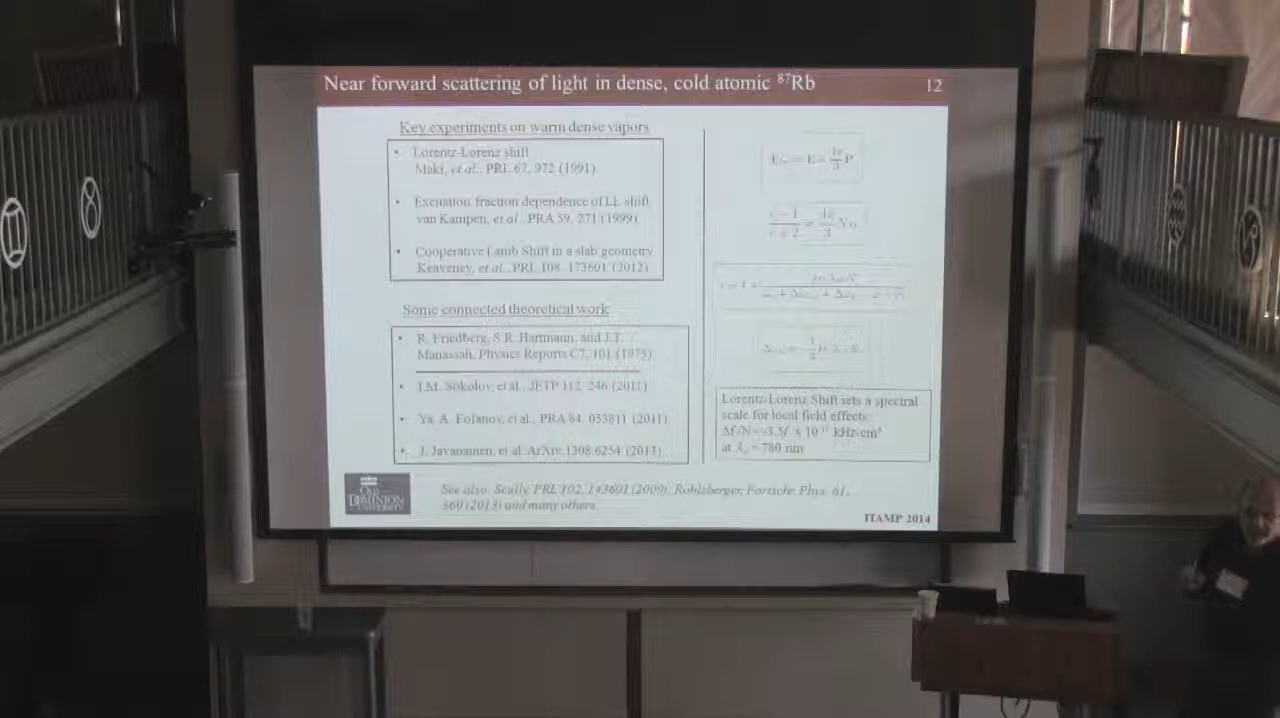 Near forward scattering of light in dense, cold atomic ⁸⁷Rb
12
Key experiments on warm dense vapors
• Lorentz-Lorenz shift
Maki, et al., PRL 67, 972 (1991)
• Excitation fraction dependence of LL shift
van Kampen, et al., PRA 59, 271 (1999)
• Cooperative Lamb Shift in a slab geometry
Keaveney, et al., PRL 108, 173601 (2012)
Some connected theoretical work
• R. Friedberg, S.R. Hartmann, and J.T.
Manassah, Physics Reports C7, 101 (1973)
• I.M. Sokolov, et al., JETP 112, 246 (2011)
• Ya. A. Fofanov, et al., PRA 84, 053811 (2011)
• J. Javanainen, et al. ArXiv 1308.6254 (2013)
Lorentz-Lorenz Shift sets a spectral
scale for local field effects:
kHz-cm³
= 780 nm
OLD
DOMINION
UNIVERSITY
See also: Scully, PRL 102, 143601 (2009); Rohlsberger, Fortschr. Phys. 61,
360 (2013) and many others.
ITAMP 2014